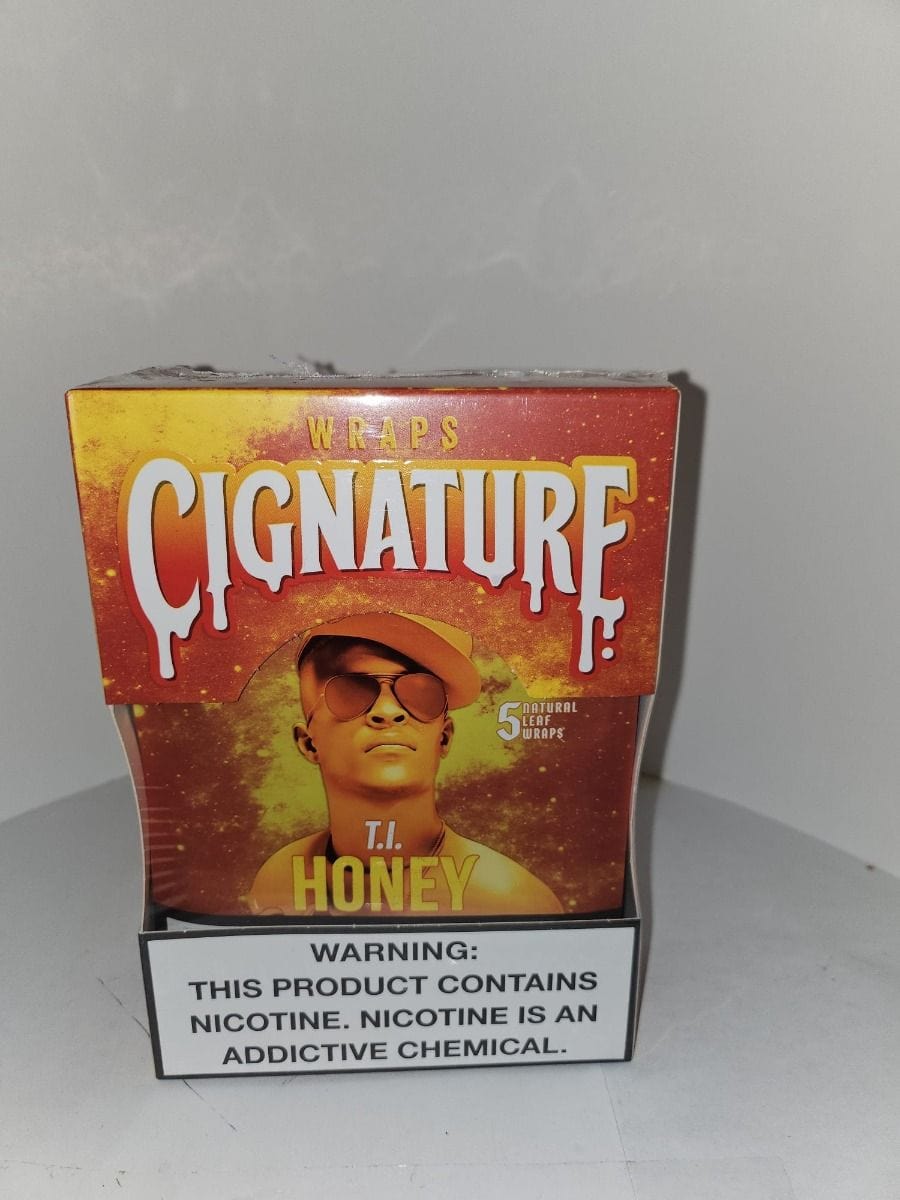 WRAPS
CIGNATURE
5 NATURAL
LEAF
WRAPS
T.I.
HONEY
WARNING:
THIS PRODUCT CONTAINS
NICOTINE. NICOTINE IS AN
ADDICTIVE CHEMICAL.